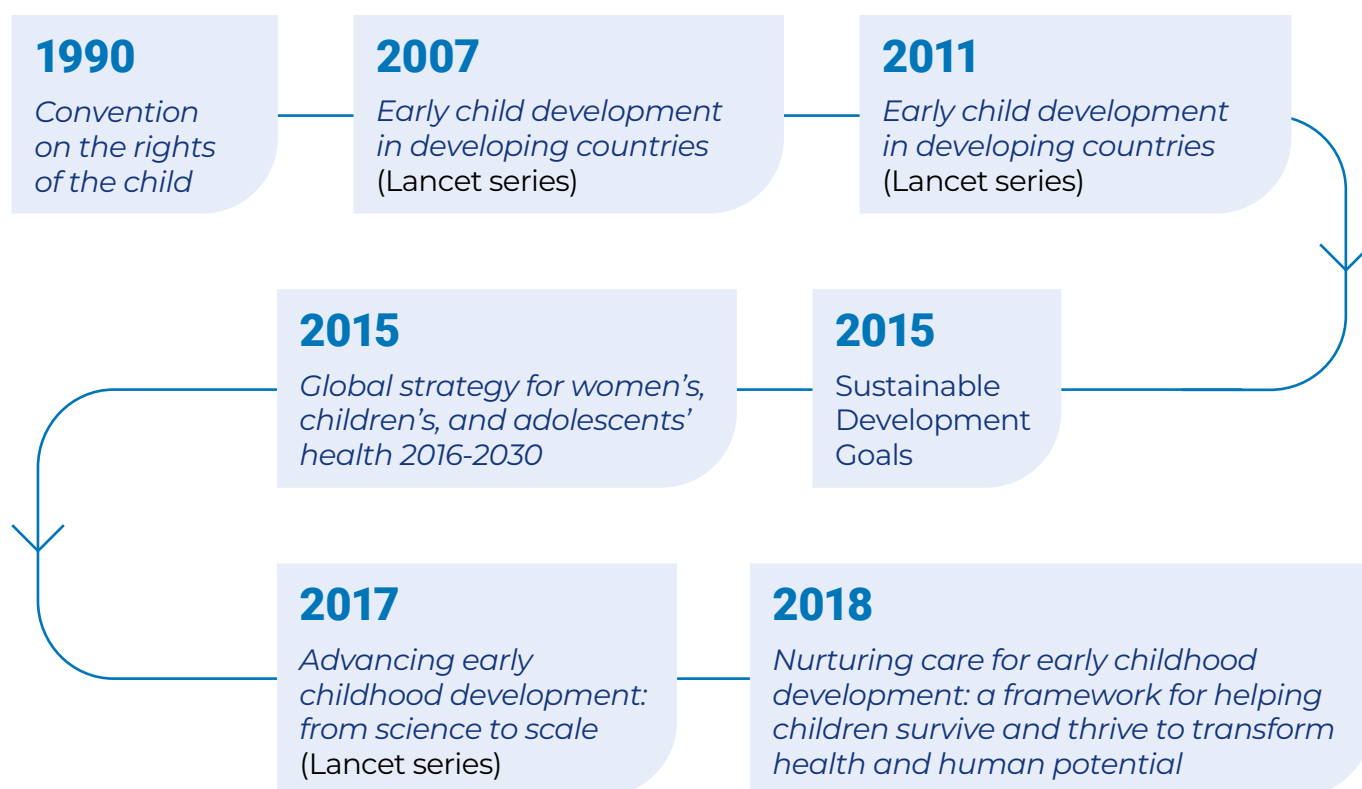 1990
Convention
on the rights
of the child
2007
Early child development
in developing countries
(Lancet series)
2011
Early child development
in developing countries
(Lancet series)
2015
Sustainable
Development
Goals
2015
Global strategy for women’s,
children’s, and adolescents’
health 2016-2030
2017
Advancing early
childhood development:
from science to scale
(Lancet series)
2018
Nurturing care for early childhood
development: a framework for helping
children survive and thrive to transform
health and human potential